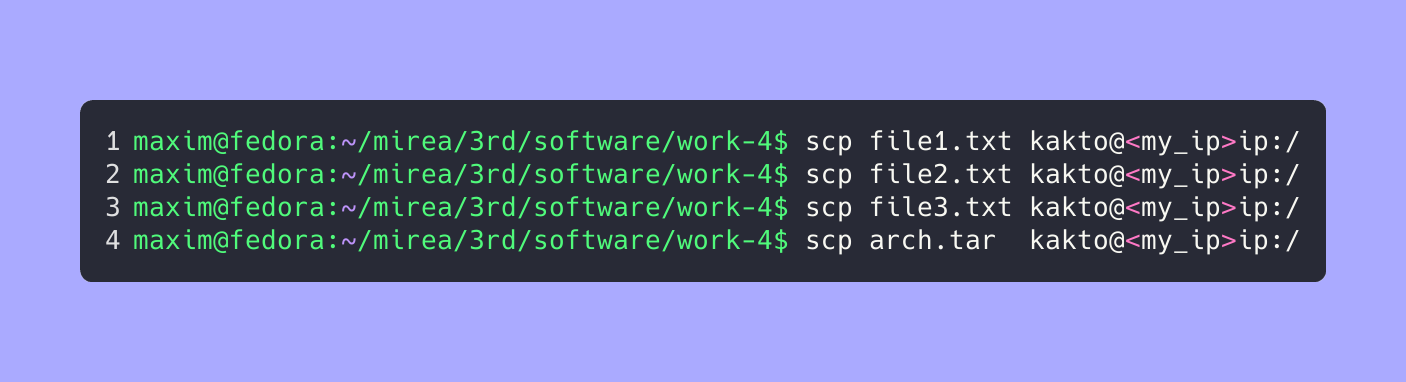 1 maxim@fedora:~/mirea/3rd/software/work-4$ scp file1.txt kakto@<my_ip>ip:/
2 maxim@fedora:~/mirea/3rd/software/work-4$ scp file2.txt kakto@<my_ip>ip:/
3 maxim@fedora:~/mirea/3rd/software/work-4$ scp file3.txt kakto@<my_ip>ip:/
4 maxim@fedora:~/mirea/3rd/software/work-4$ scp arch.tar  kakto@<my_ip>ip:/